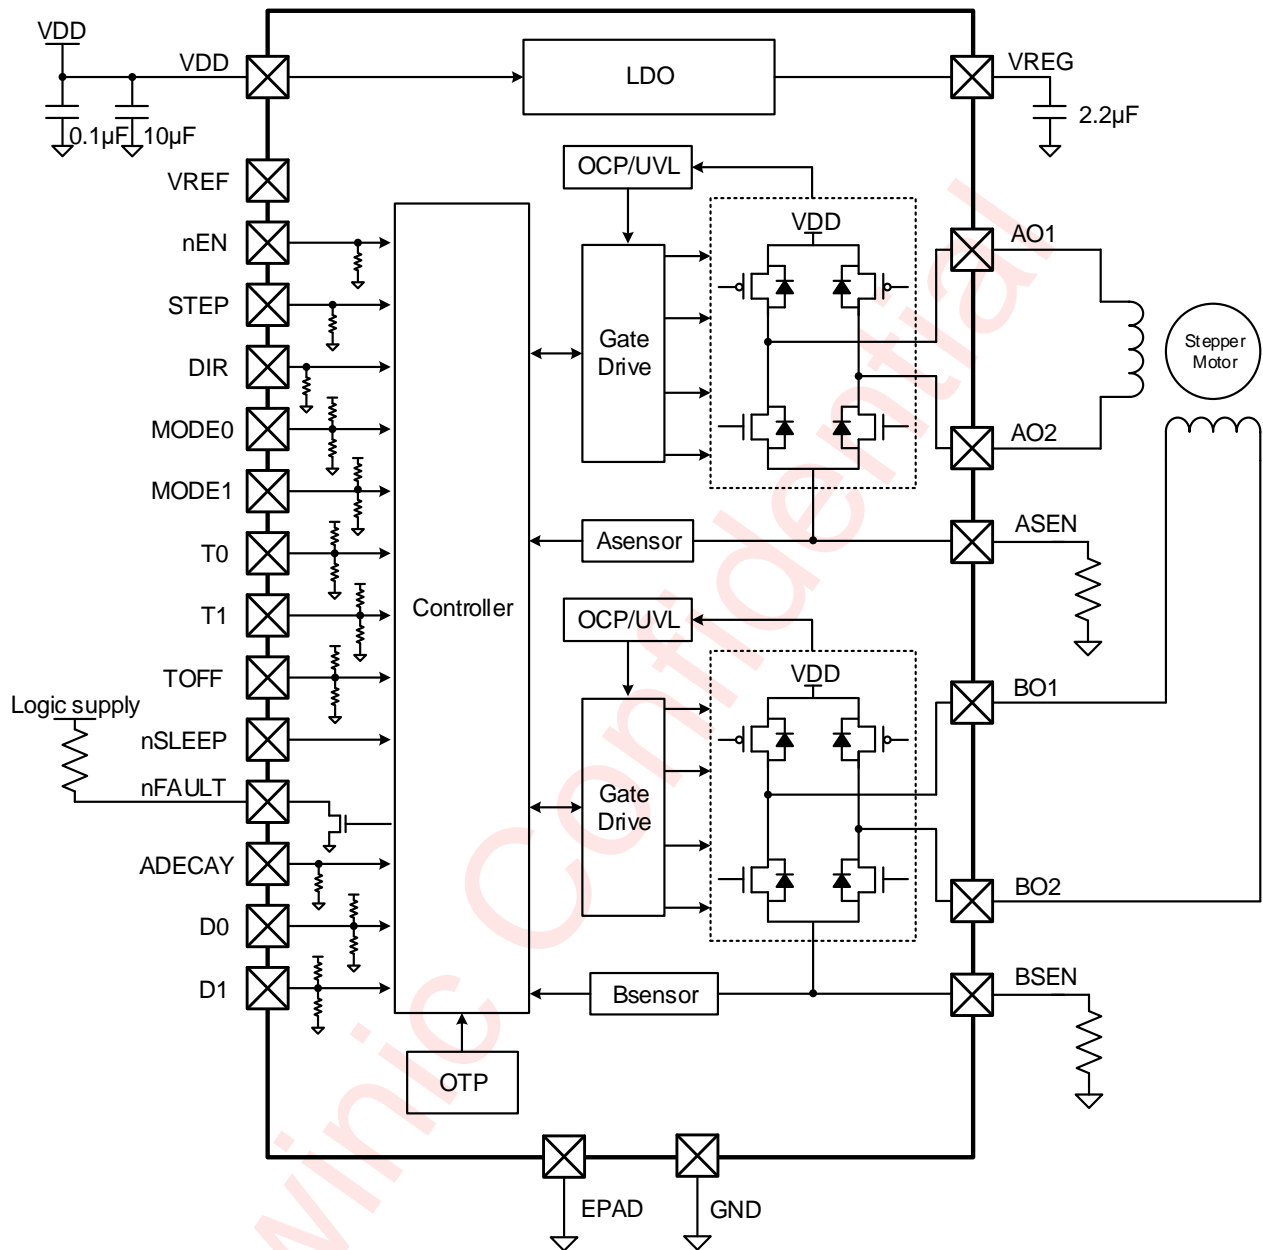 VDD
VDD
LDO
VREG
0.1µF
10µF
2.2µF
VREF
OCP/UVL
nEN
VDD
AO1
STEP
Gate
Drive
Stepper
Motor
DIR
MODE0
AO2
MODE1
T0
Asensor
ASEN
T1
Controller
OCP/UVL
TOFF
VDD
BO1
Logic supply
nSLEEP
nFAULT
Gate
Drive
ADECAY
BO2
D0
D1
Bsensor
BSEN
OTP
EPAD
GND
winic Confidential